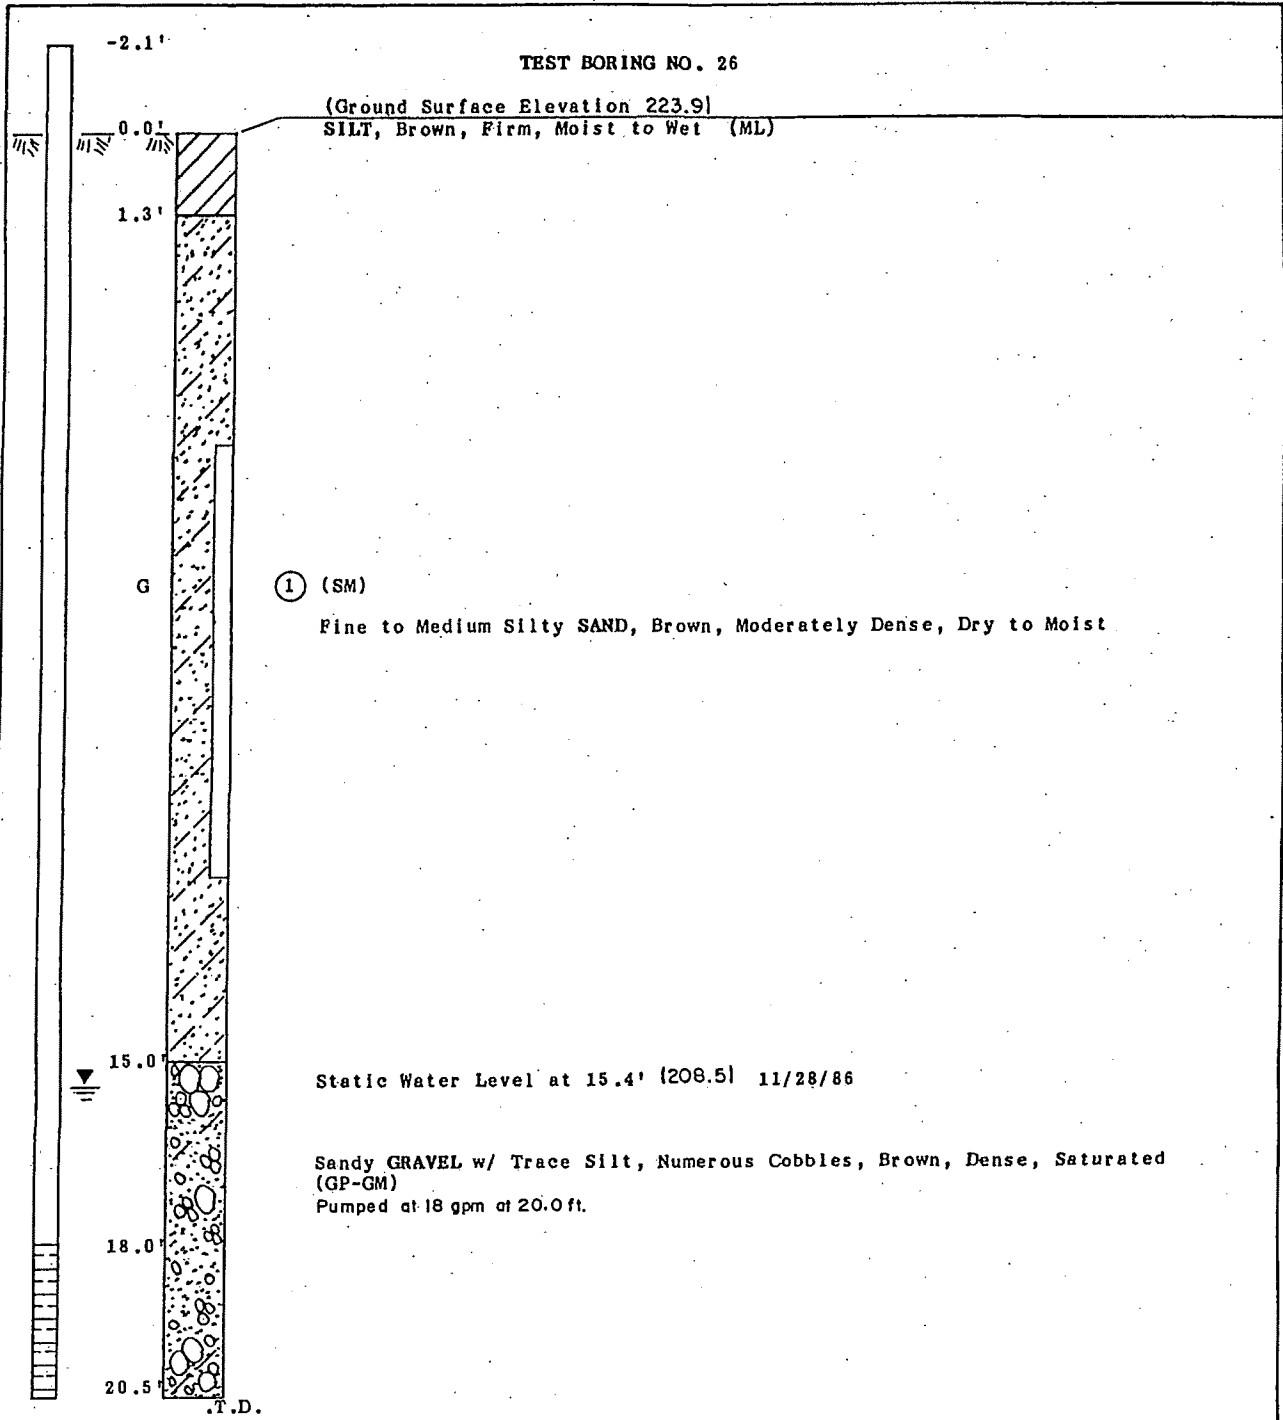 -2.1'
TEST BORING NO. 26
(Ground Surface Elevation 223.9)
0.0'
SILT, Brown, Firm, Moist to Wet (ML)
1.3'
G
1 (SM)
Fine to Medium Silty SAND, Brown, Moderately Dense, Dry to Moist
15.0'
Static Water Level at 15.4' (208.5) 11/28/86
Sandy GRAVEL w/ Trace Silt, Numerous Cobbles, Brown, Dense, Saturated
(GP-GM)
Pumped at 18 gpm at 20.0 ft.
18.0'
20.5'
T.D.